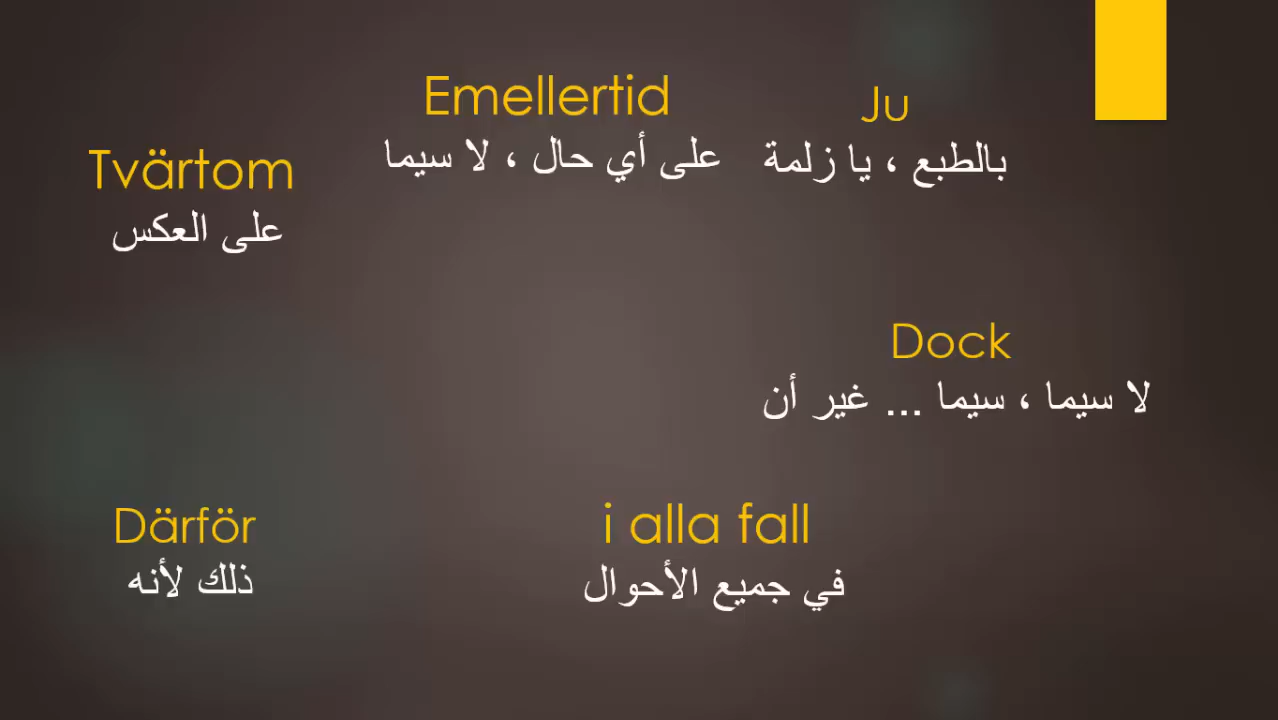 Emellertid
على أي حال ، لا سيما
Ju
بالطبع ، يا زلمة
Tvärtom
على العكس
Dock
لا سيما ، سيما ... غير أن
Därför
ذلك لأنه
i alla fall
في جميع الأحوال